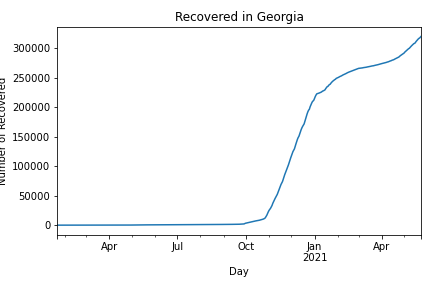 Recovered in Georgia
Number of Recovered
300000
250000
200000
150000
100000
50000
0
Apr Jul Oct Jan Apr
2021
Day